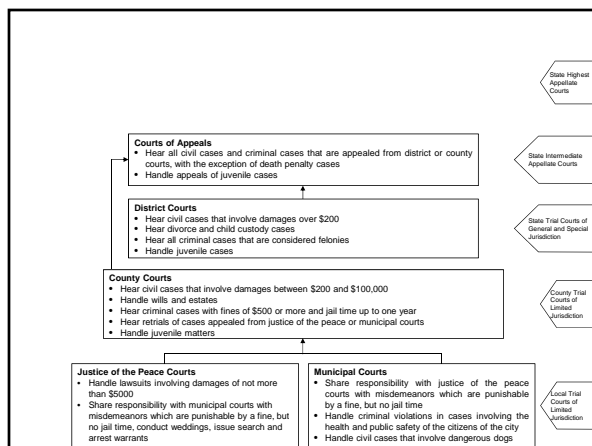 State Highest
Appellate
Courts
Courts of Appeals
• Hear all civil cases and criminal cases that are appealed from district or county
courts, with the exception of death penalty cases
• Handle appeals of juvenile cases
State Intermediate
Appellate Courts
District Courts
• Hear civil cases that involve damages over $200
• Hear divorce and child custody cases
• Hear all criminal cases that are considered felonies
• Handle juvenile cases
State Trial Courts of
General and Special
Jurisdiction
County Courts
• Hear civil cases that involve damages between $200 and $100,000
• Handle wills and estates
• Hear criminal cases with fines of $500 or more and jail time up to one year
• Hear retrials of cases appealed from justice of the peace or municipal courts
• Handle juvenile matters
County Trial
Courts of
Limited
Jurisdiction
Justice of the Peace Courts
• Handle lawsuits involving damages of not more
than $5000
• Share responsibility with municipal courts with
misdemeanors which are punishable by a fine, but
no jail time, conduct weddings, issue search and
arrest warrants
Municipal Courts
• Share responsibility with justice of the peace
courts with misdemeanors which are punishable
by a fine, but no jail time
• Handle criminal violations in cases involving the
health and public safety of the citizens of the city
• Handle civil cases that involve dangerous dogs
Local Trial
Courts of
Limited
Jurisdiction